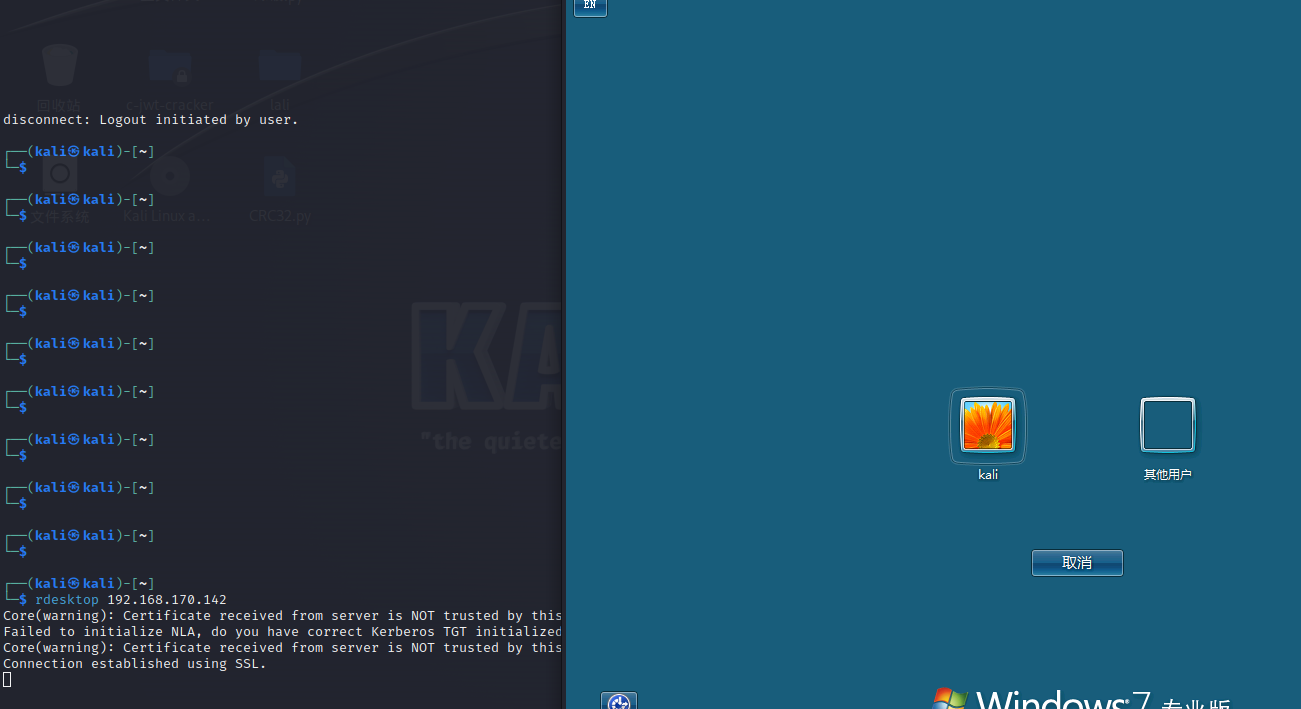 EN
回收站
c-jwt-cracker
lali
disconnect: Logout initiated by user.
┌──(kali㉿kali)-[~]
└─$
┌──(kali㉿kali)-[~]
└─$
文件系统
Kali Linux a...
CRC32.py
┌──(kali㉿kali)-[~]
└─$
┌──(kali㉿kali)-[~]
└─$
┌──(kali㉿kali)-[~]
└─$
┌──(kali㉿kali)-[~]
└─$
┌──(kali㉿kali)-[~]
└─$
┌──(kali㉿kali)-[~]
└─$
┌──(kali㉿kali)-[~]
└─$
┌──(kali㉿kali)-[~]
└─$ rdesktop 192.168.170.142
Core(warning): Certificate received from server is NOT trusted by this
Failed to initialize NLA, do you have correct Kerberos TGT initialized
Core(warning): Certificate received from server is NOT trusted by this
Connection established using SSL.
KA
"the quiete
kali
其他用户
取消
Windows 7 专业版